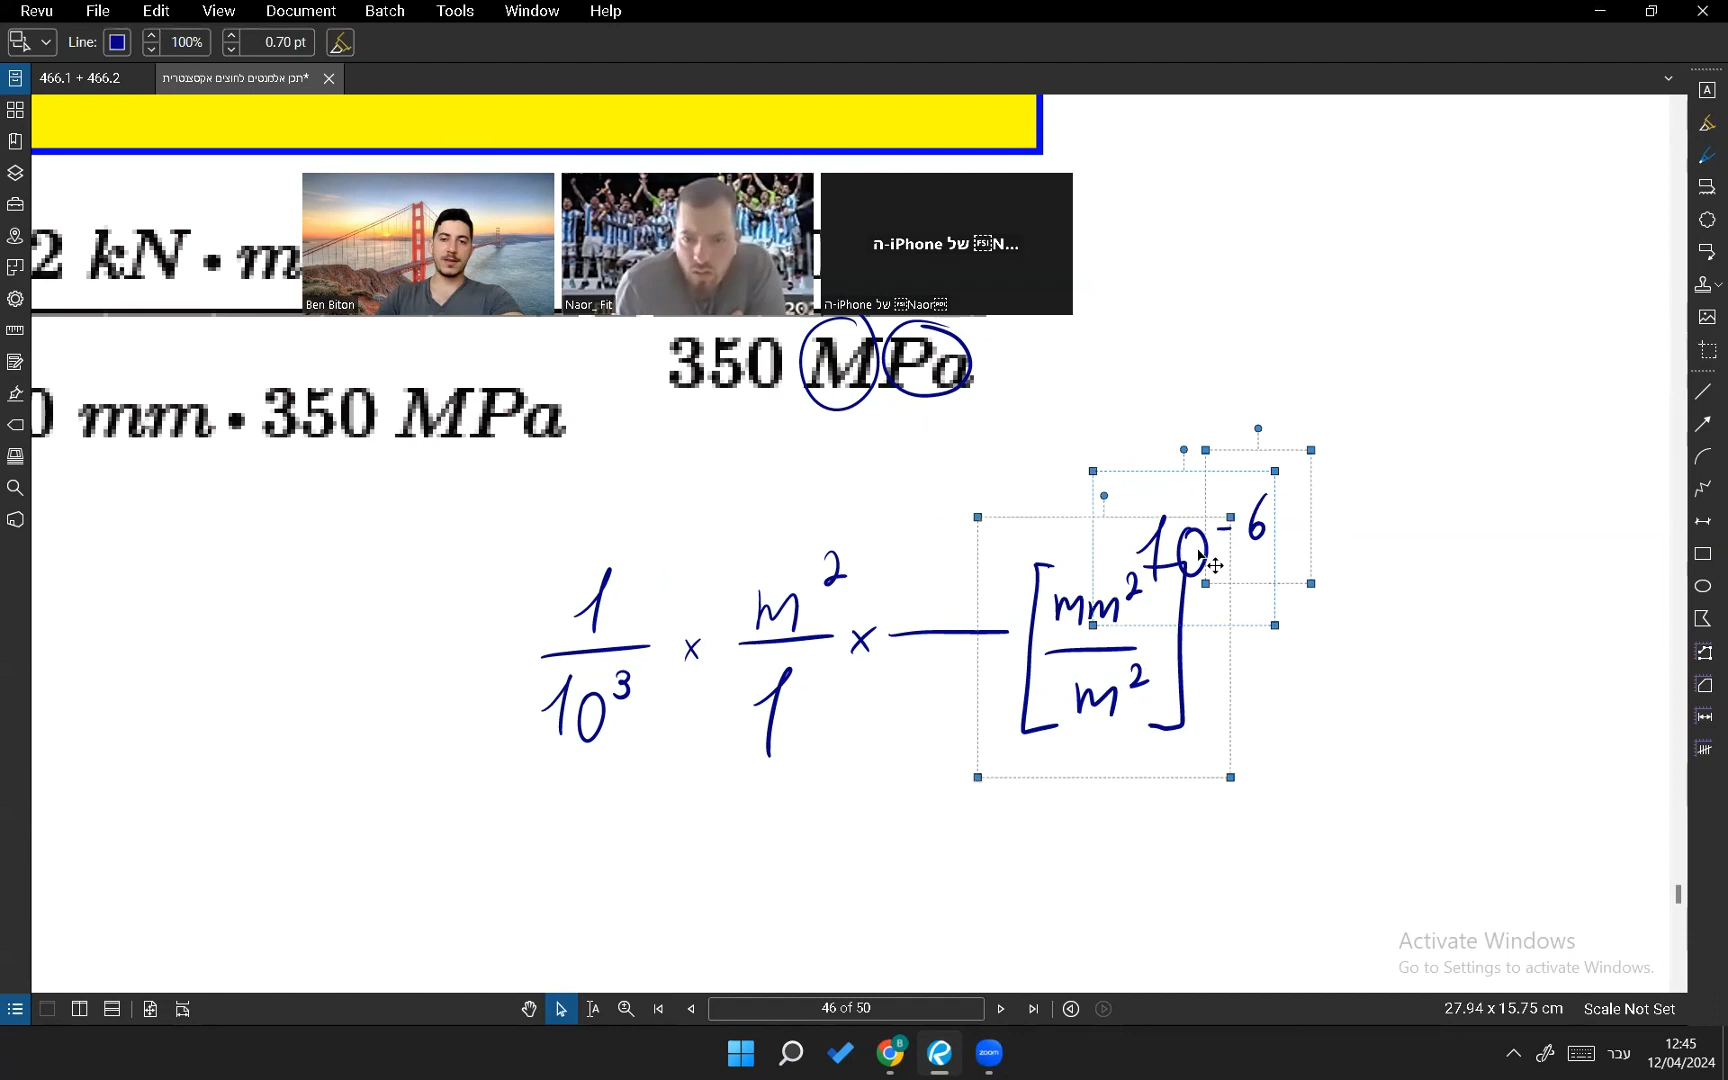 Revu File Edit View Document Batch Tools Window Help
Line: 100% 0.70 pt
466.1 + 466.2 תכן אלמנטים לחוצים אקסצנטרית*
2 kN • m
Ben Biton
Naor_Fit
202
ה-iPhone של N...
ה-iPhone של Naor
350 MPa
0 mm • 350 MPa
10⁻⁶
1 m² mm²
× ×
10³ 1 m²
Activate Windows
Go to Settings to activate Windows.
46 of 50
27.94 x 15.75 cm Scale Not Set
zoom
עבר
12:45
12/04/2024